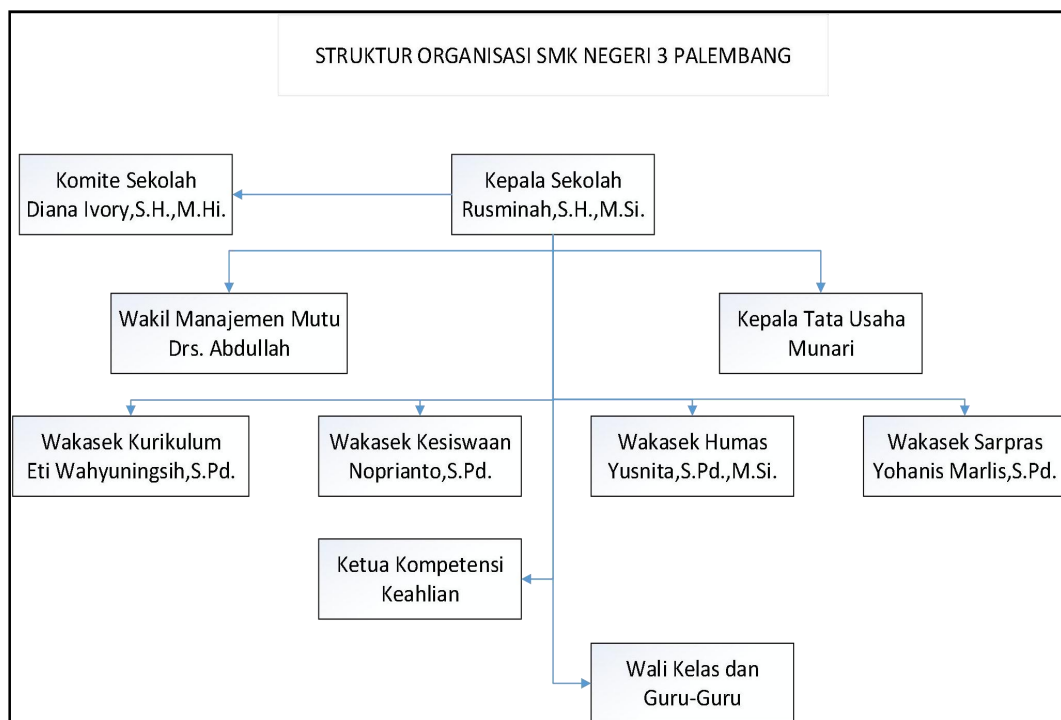 STRUKTUR ORGANISASI SMK NEGERI 3 PALEMBANG
Komite Sekolah
Diana Ivory,S.H.,M.Hi.
Kepala Sekolah
Rusminah,S.H.,M.Si.
Wakil Manajemen Mutu
Drs. Abdullah
Kepala Tata Usaha
Munari
Wakasek Kurikulum
Eti Wahyuningsih,S.Pd.
Wakasek Kesiswaan
Noprianto,S.Pd.
Wakasek Humas
Yusnita,S.Pd.,M.Si.
Wakasek Sarpras
Yohanis Marlis,S.Pd.
Ketua Kompetensi
Keahlian
Wali Kelas dan
Guru-Guru